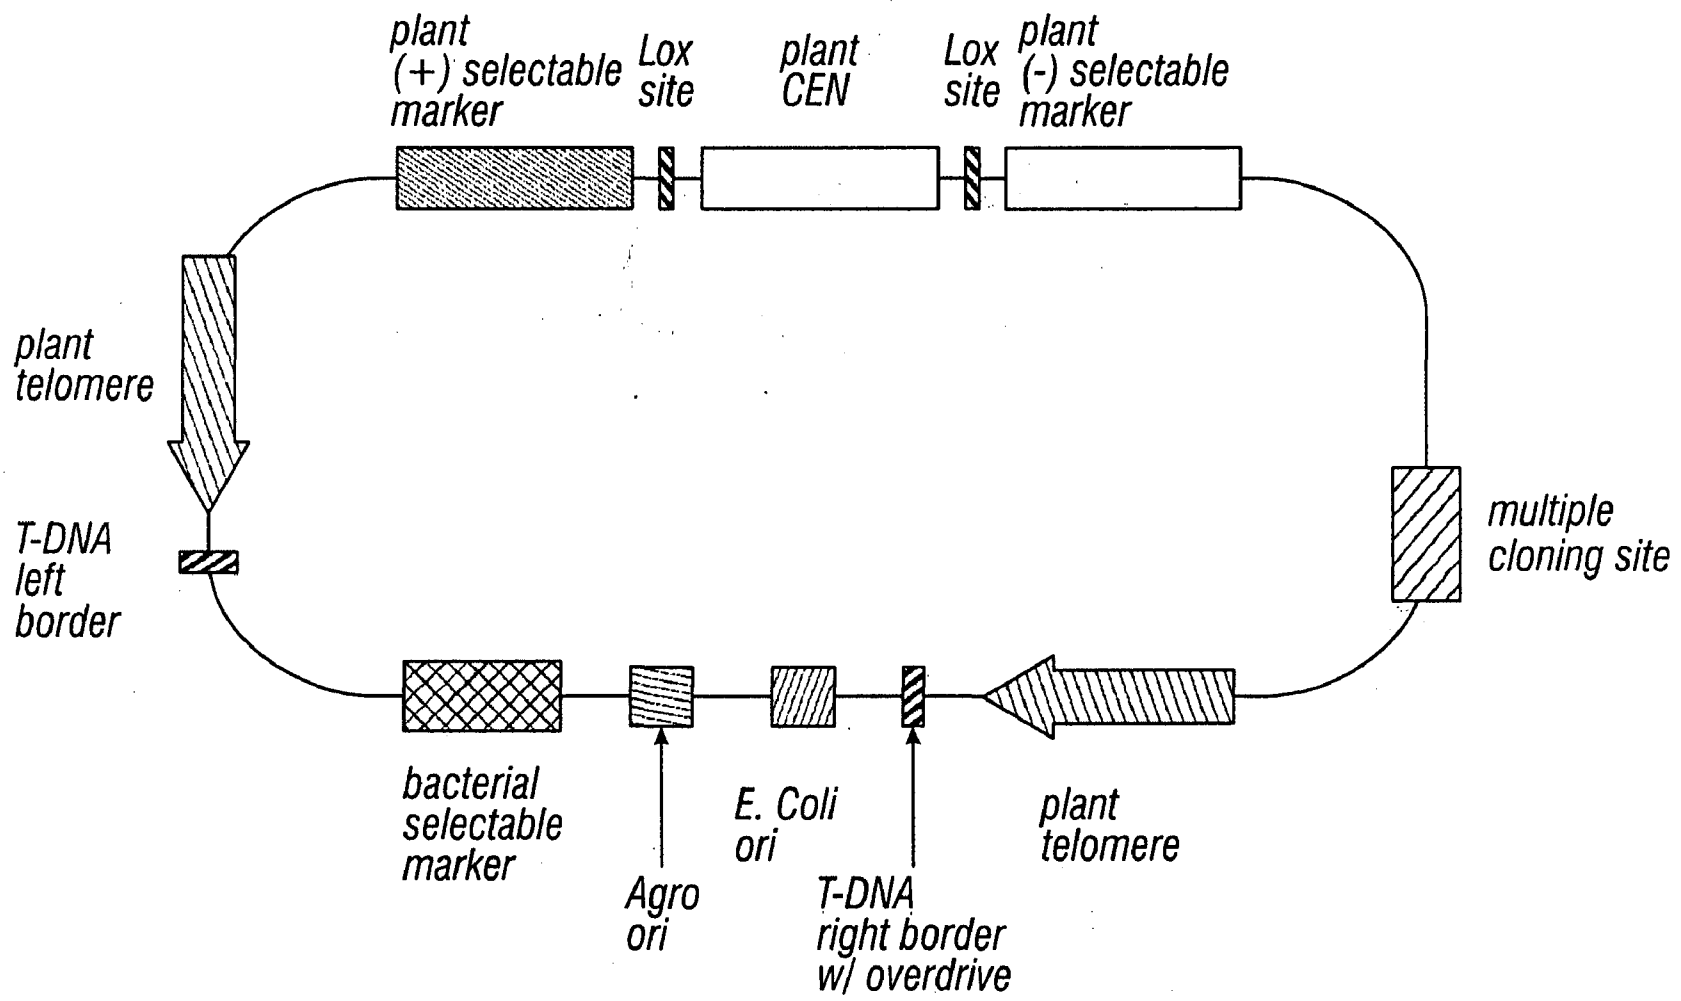 plant
(+) selectable
marker
Lox
site
plant
CEN
Lox
site
plant
(-) selectable
marker
plant
telomere
T-DNA
left
border
multiple
cloning site
bacterial
selectable
marker
Agro
ori
E. Coli
ori
T-DNA
right border
w/ overdrive
plant
telomere